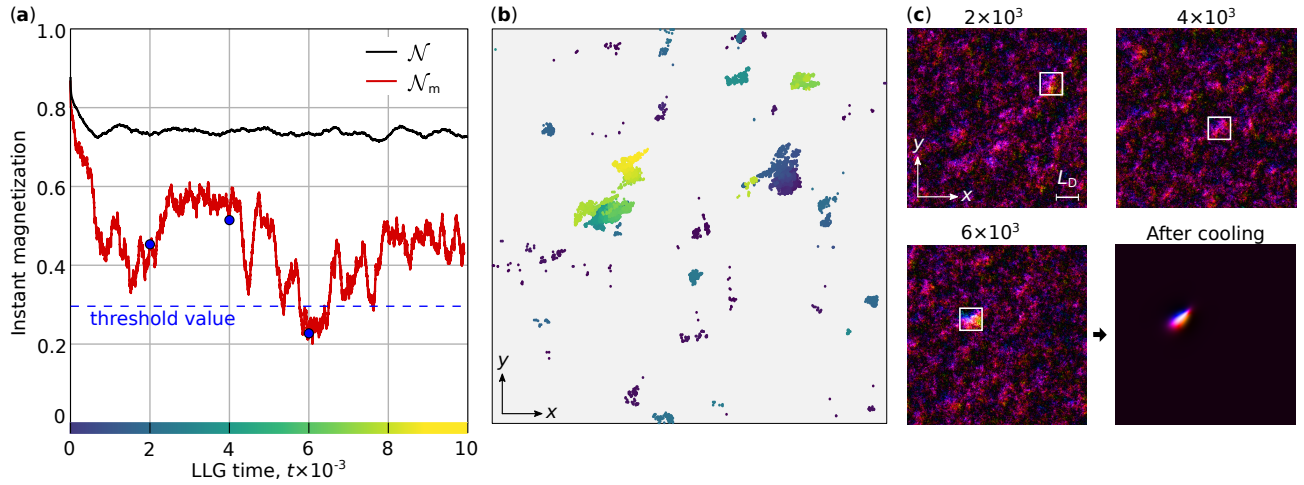 (a)
1.0
0.8
0.6
0.4
0.2
0
Instant magnetization
𝒩
𝒩ₘ
threshold value
0 2 4 6 8 10
LLG time, t×10⁻³
(b)
y
x
(c)
2×10³
4×10³
y
x
L_D
6×10³
After cooling